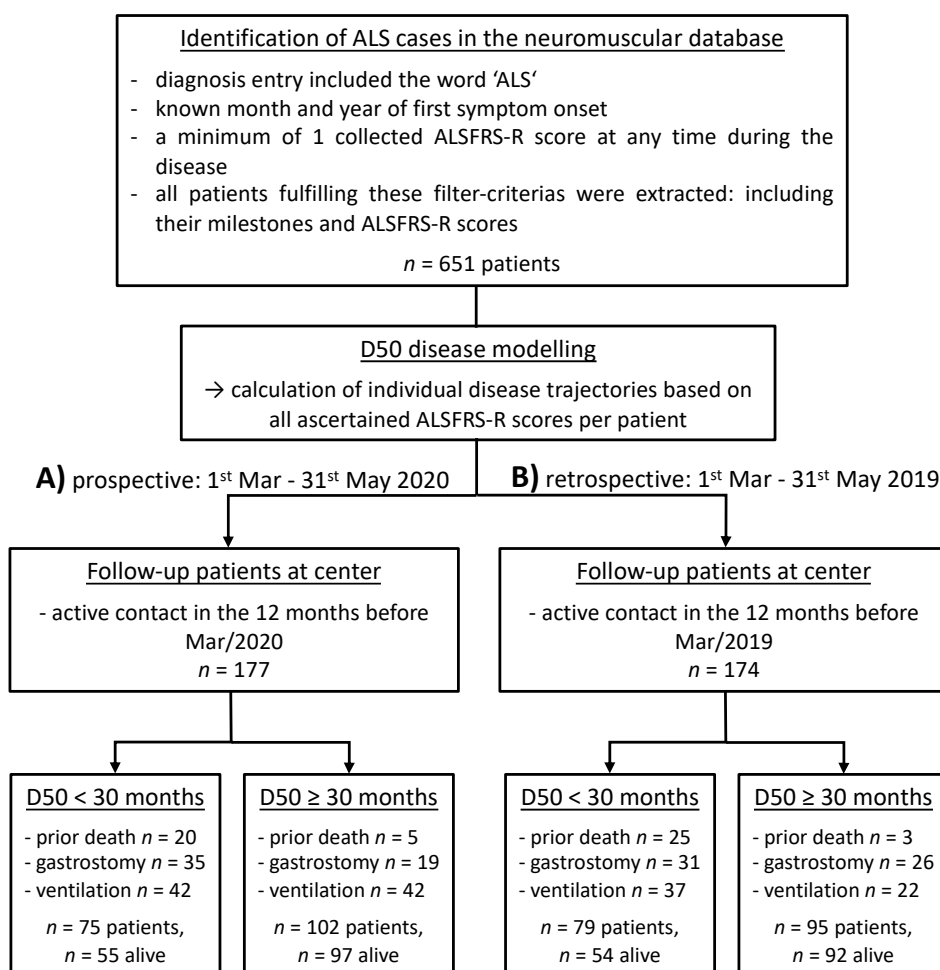 Identification of ALS cases in the neuromuscular database
- diagnosis entry included the word ‘ALS‘
- known month and year of first symptom onset
- a minimum of 1 collected ALSFRS-R score at any time during the
disease
- all patients fulfilling these filter-criterias were extracted: including
their milestones and ALSFRS-R scores
n = 651 patients
D50 disease modelling
→ calculation of individual disease trajectories based on
all ascertained ALSFRS-R scores per patient
A) prospective: 1st Mar - 31st May 2020
B) retrospective: 1st Mar - 31st May 2019
Follow-up patients at center
- active contact in the 12 months before
Mar/2020
n = 177
Follow-up patients at center
- active contact in the 12 months before
Mar/2019
n = 174
D50 < 30 months
- prior death n = 20
- gastrostomy n = 35
- ventilation n = 42
n = 75 patients,
n = 55 alive
D50 ≥ 30 months
- prior death n = 5
- gastrostomy n = 19
- ventilation n = 42
n = 102 patients,
n = 97 alive
D50 < 30 months
- prior death n = 25
- gastrostomy n = 31
- ventilation n = 37
n = 79 patients,
n = 54 alive
D50 ≥ 30 months
- prior death n = 3
- gastrostomy n = 26
- ventilation n = 22
n = 95 patients,
n = 92 alive